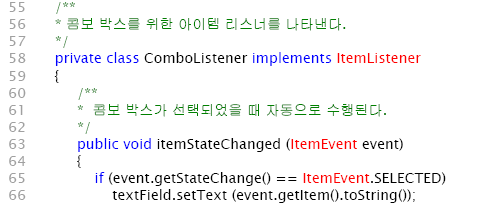 55 /**
56 * 콤보 박스를 위한 아이템 리스너를 나타낸다.
57 */
58 private class ComboListener implements ItemListener
59 {
60 /**
61 * 콤보 박스가 선택되었을 때 자동으로 수행된다.
62 */
63 public void itemStateChanged (ItemEvent event)
64 {
65 if (event.getStateChange() == ItemEvent.SELECTED)
66 textField.setText (event.getItem().toString());